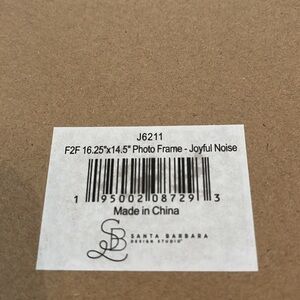 J6211
F2F 16.25"x14.5" Photo Frame - Joyful Noise
1 95002 08729 3
Made in China
SB SANTA BARBARA
DESIGN STUDIO